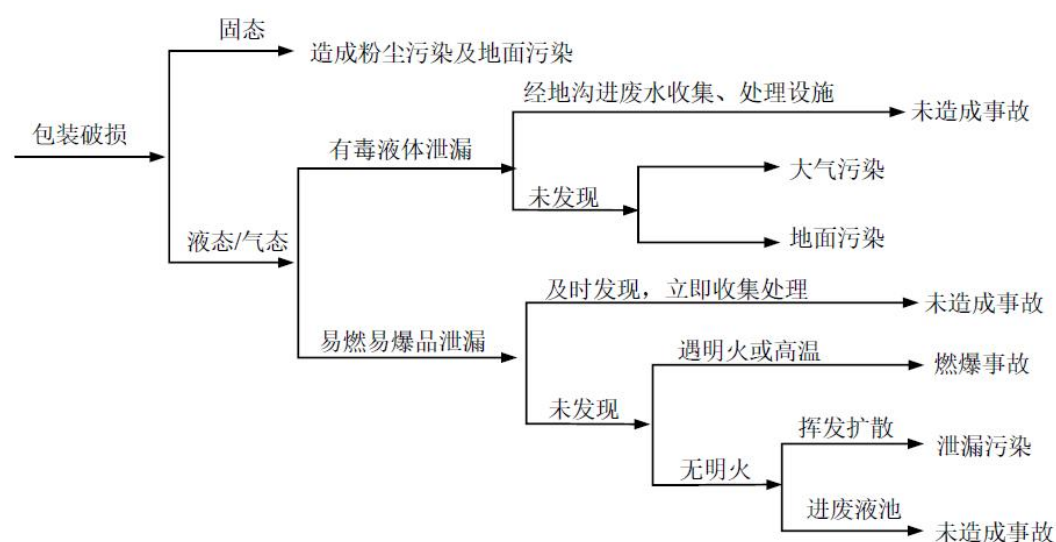 固态
造成粉尘污染及地面污染
经地沟进废水收集、处理设施
未造成事故
包装破损
有毒液体泄漏
大气污染
未发现
液态/气态
地面污染
及时发现，立即收集处理
未造成事故
易燃易爆品泄漏
遇明火或高温
燃爆事故
未发现
挥发扩散
泄漏污染
无明火
进废液池
未造成事故